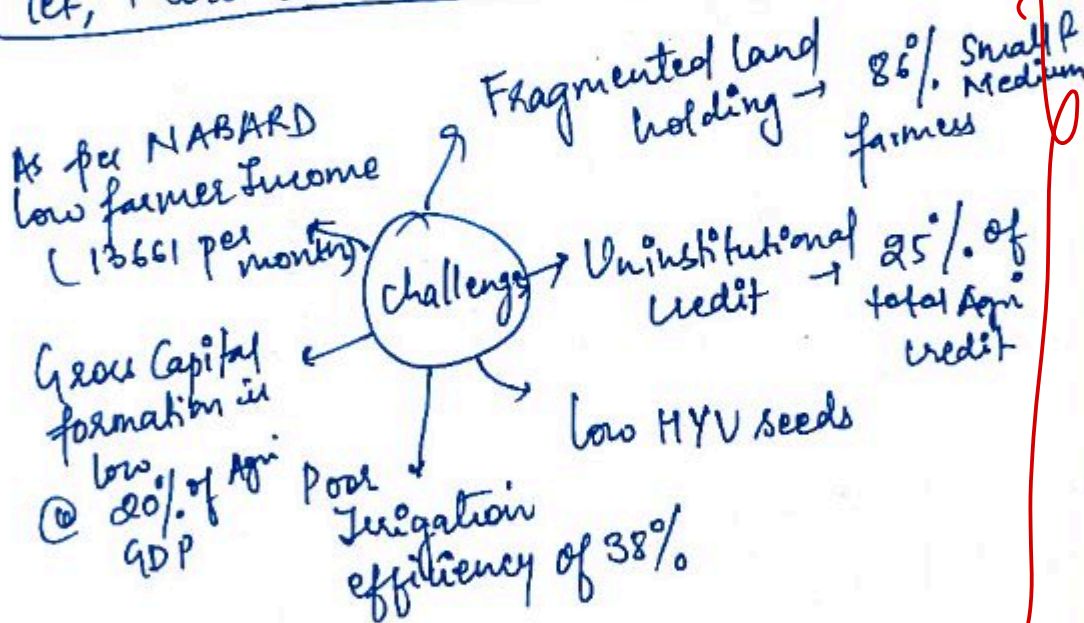 Fragmented land
holding → 86% Small &
Medium
farmers
As per NABARD
low farmer Income
(13661 per month)
challenges
Uninstitutional
credit → 25% of
total Agri
credit
Gross Capital
formation is
low
@ 20% of Agri
GDP
low HYV seeds
Poor
Irrigation
efficiency of 38%